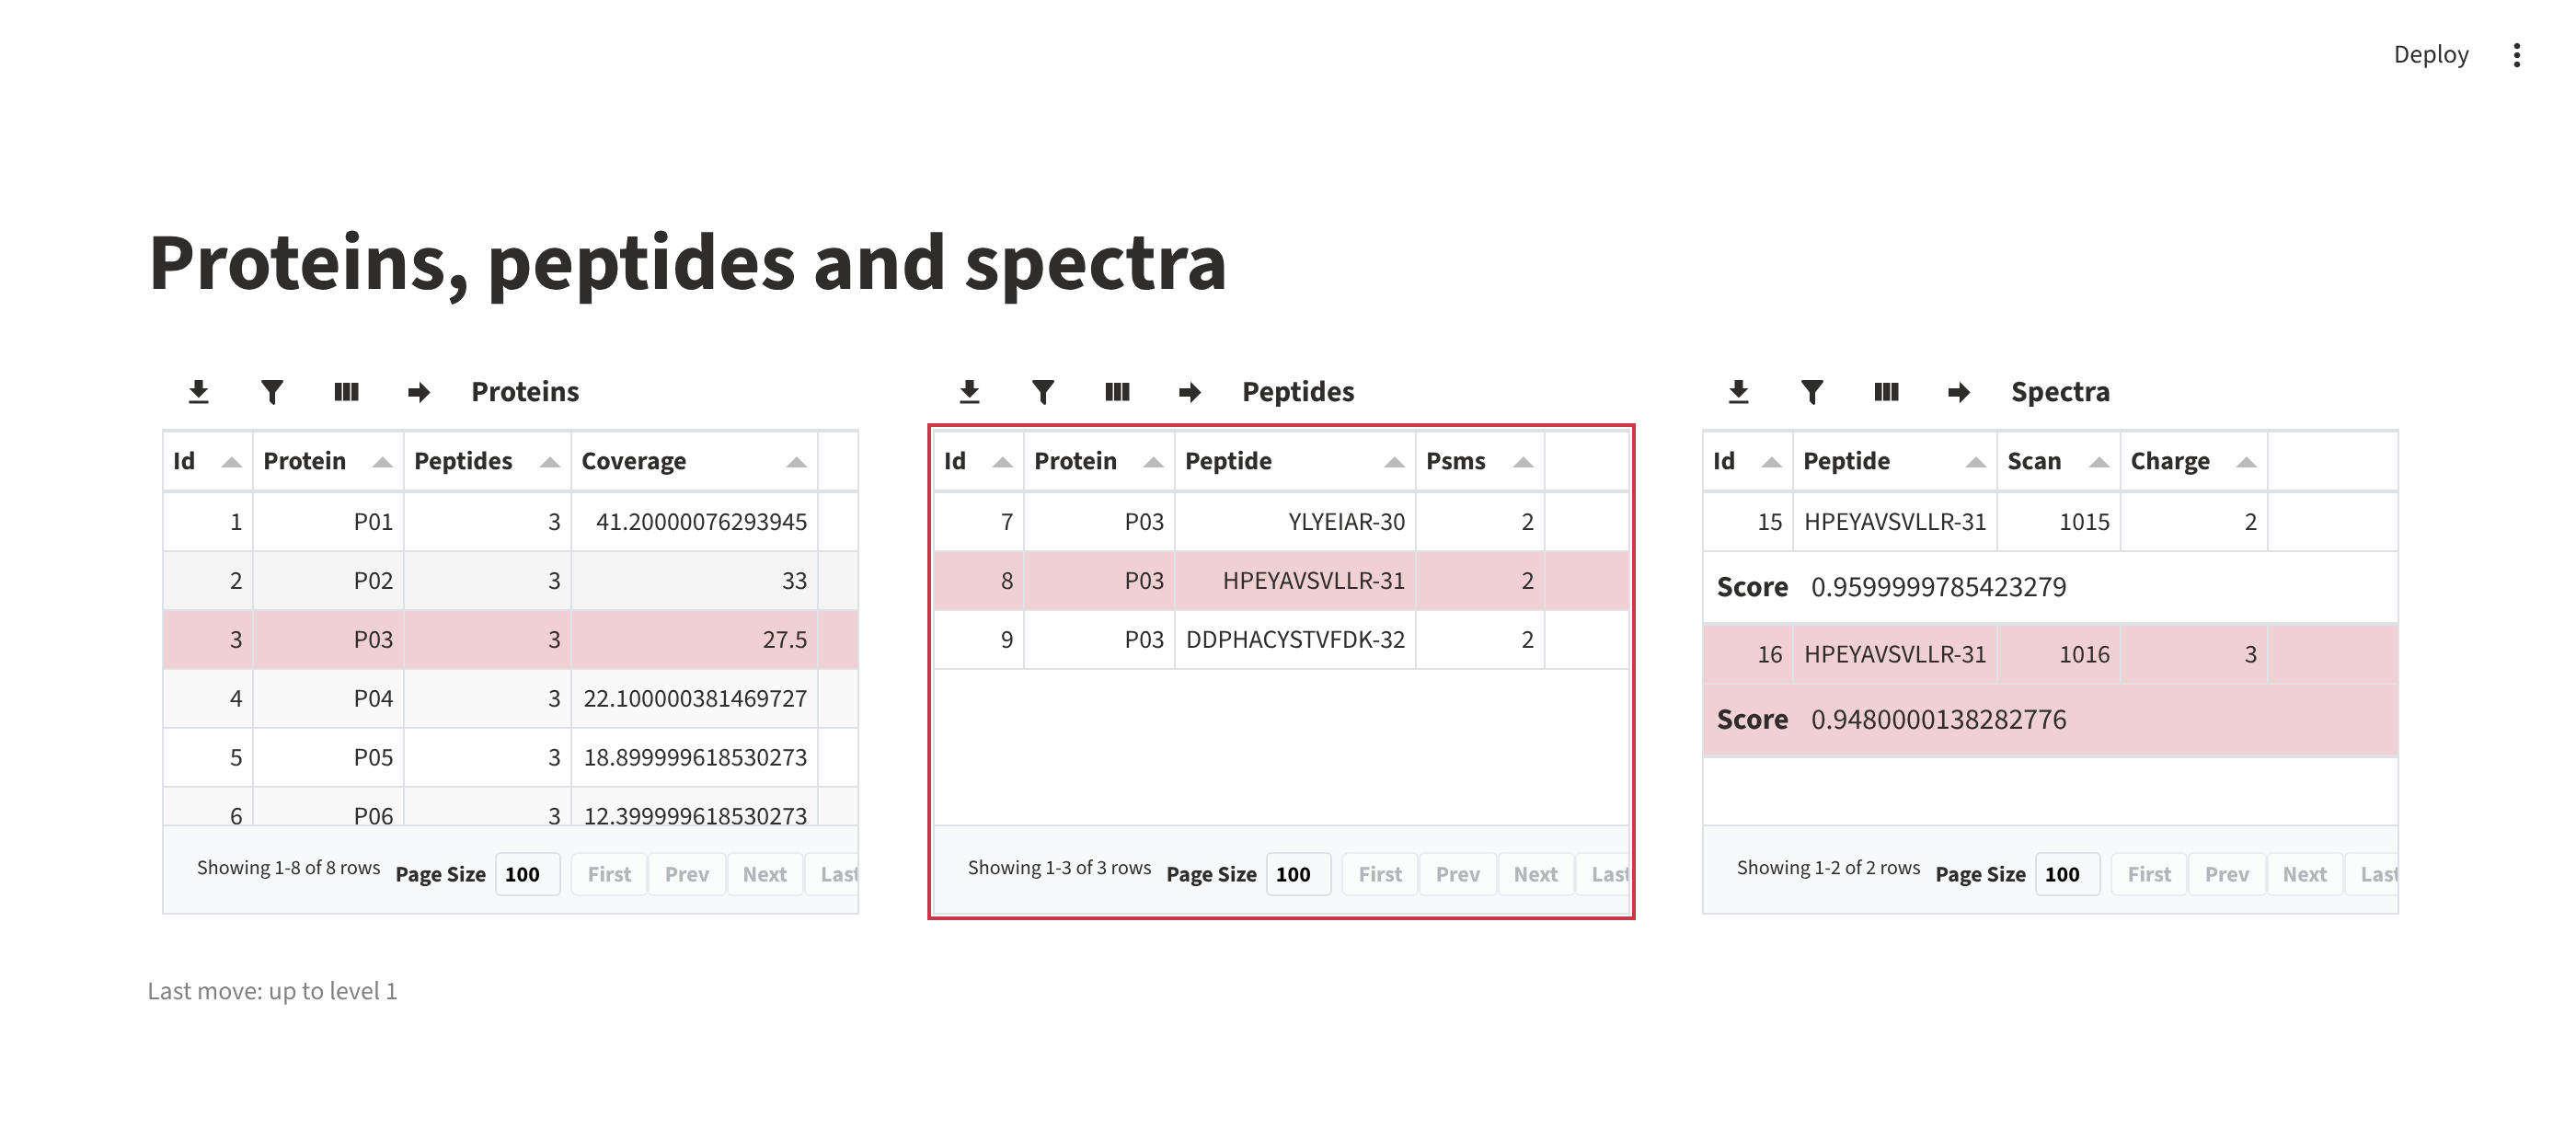 Deploy
Proteins, peptides and spectra
Proteins
Id Protein Peptides Coverage
1 P01 3 41.20000076293945
2 P02 3 33
3 P03 3 27.5
4 P04 3 22.100000381469727
5 P05 3 18.899999618530273
6 P06 3 12.399999618530273
Showing 1-8 of 8 rows Page Size 100 First Prev Next Last
Peptides
Id Protein Peptide Psms
7 P03 YLYEIAR-30 2
8 P03 HPEYAVSVLLR-31 2
9 P03 DDPHACYSTVFDK-32 2
Showing 1-3 of 3 rows Page Size 100 First Prev Next Last
Spectra
Id Peptide Scan Charge
15 HPEYAVSVLLR-31 1015 2
Score 0.9599999785423279
16 HPEYAVSVLLR-31 1016 3
Score 0.9480000138282776
Showing 1-2 of 2 rows Page Size 100 First Prev Next Last
Last move: up to level 1